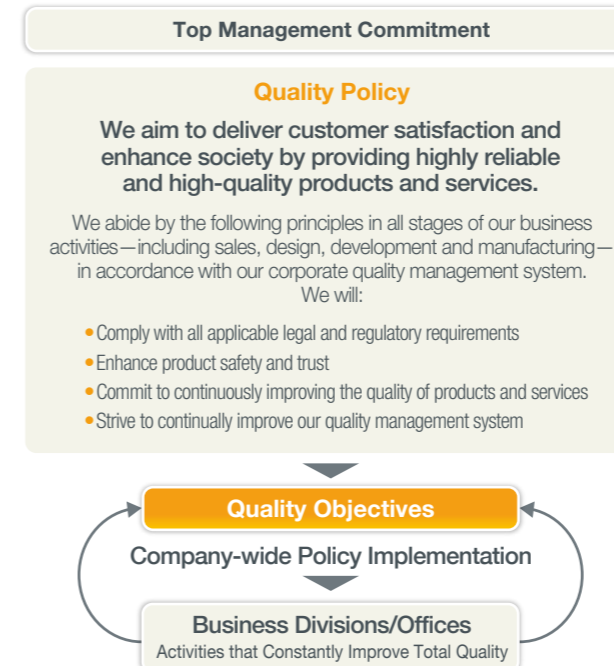 Top Management Commitment
Quality Policy
We aim to deliver customer satisfaction and
enhance society by providing highly reliable
and high-quality products and services.
We abide by the following principles in all stages of our business
activities—including sales, design, development and manufacturing—
in accordance with our corporate quality management system.
We will:
• Comply with all applicable legal and regulatory requirements
• Enhance product safety and trust
• Commit to continuously improving the quality of products and services
• Strive to continually improve our quality management system
Quality Objectives
Company-wide Policy Implementation
Business Divisions/Offices
Activities that Constantly Improve Total Quality